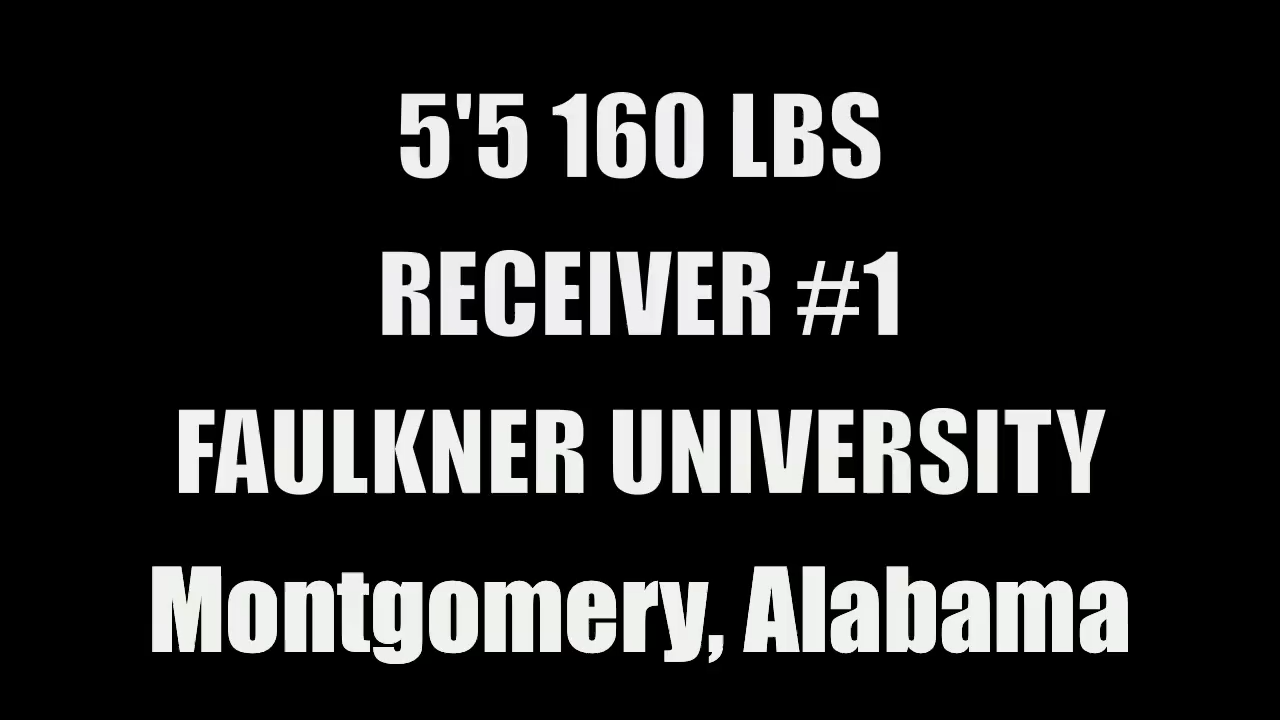 5'5 160 LBS
RECEIVER #1
FAULKNER UNIVERSITY
Montgomery, Alabama